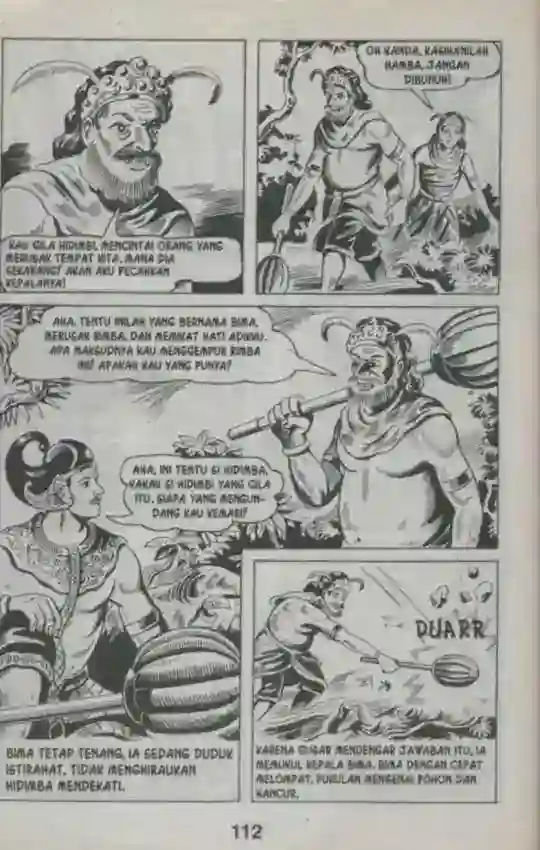 KAU GILA HIDIMBI, MENCINTAI ORANG YANG
MERUSAK TEMPAT KITA. MANA DIA
SEKARANG? AKAN AKU PECAHKAN
KEPALANYA!
OH KANDA, KASIHANILAH
HAMBA, JANGAN
DIBUNUH!
AHA, TENTU INILAH YANG BERNAMA BIMA,
MERUSAK RIMBA, DAN MEMIKAT HATI ADIKKU.
APA MAKSUDNYA KAU MENGGEMPUR RIMBA
INI? APAKAH KAU YANG PUNYA?
AHA, INI TENTU SI HIDIMBA,
KAKAK SI HIDIMBI YANG GILA
ITU. SIAPA YANG MENGUN-
DANG KAU KEMARI?
BIMA TETAP TENANG, IA SEDANG DUDUK
ISTIRAHAT, TIDAK MENGHIRAUKAN
HIDIMBA MENDEKATI.
DUARR
KARENA GUSAR MENDENGAR JAWABAN ITU, IA
MEMUKUL KEPALA BIMA. BIMA DENGAN CEPAT
MELOMPAT, PUKULAN MENGENAI POHON DAN
HANCUR.
112